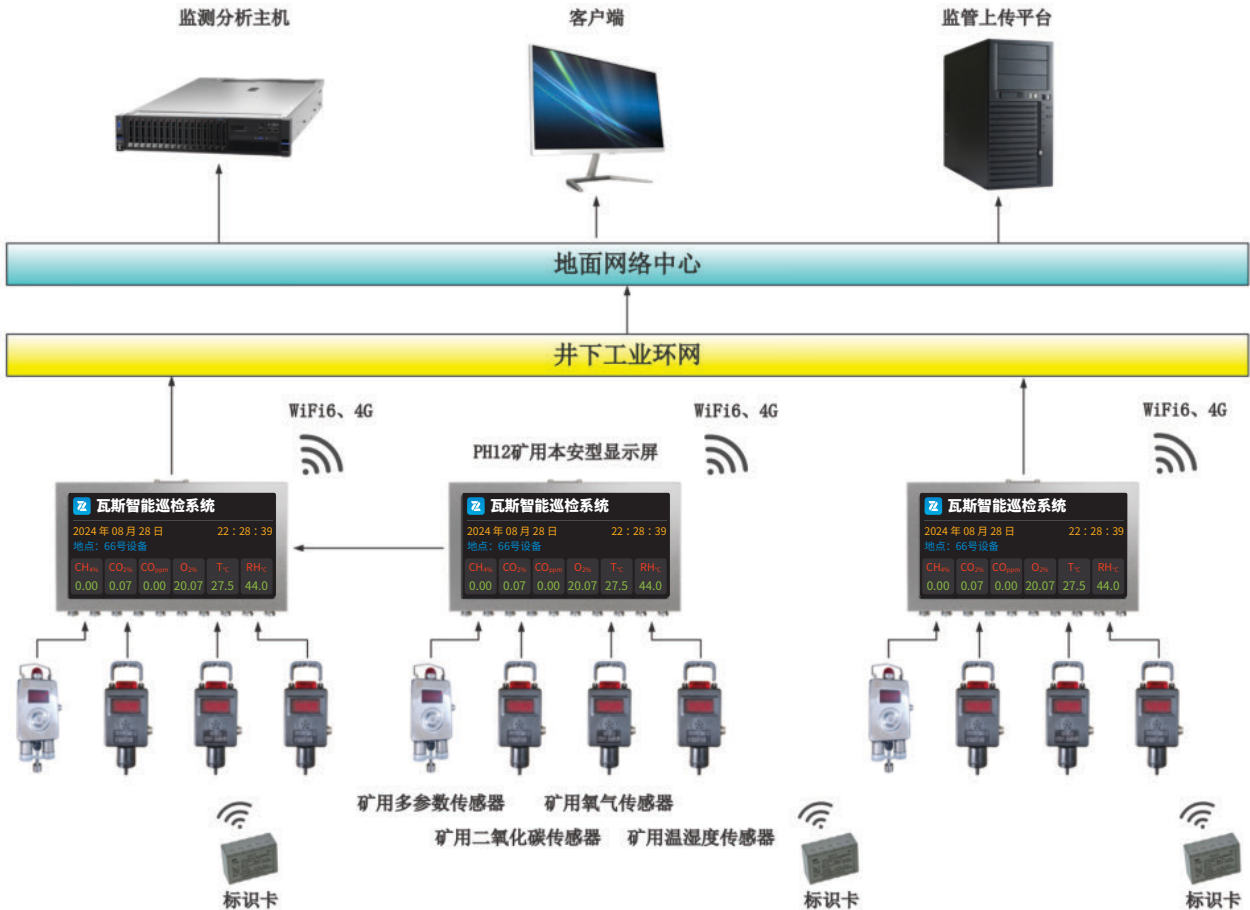 监测分析主机
客户端
监管上传平台
地面网络中心
井下工业环网
WiFi6、4G
WiFi6、4G
WiFi6、4G
PH12矿用本安型显示屏
瓦斯智能巡检系统
2024 年 08 月 28 日 22 : 28 : 39
地点: 66号设备
CH4% CO2% COppm O2% T℃ RH℃
0.00 0.07 0.00 20.07 27.5 44.0
瓦斯智能巡检系统
2024 年 08 月 28 日 22 : 28 : 39
地点: 66号设备
CH4% CO2% COppm O2% T℃ RH℃
0.00 0.07 0.00 20.07 27.5 44.0
瓦斯智能巡检系统
2024 年 08 月 28 日 22 : 28 : 39
地点: 66号设备
CH4% CO2% COppm O2% T℃ RH℃
0.00 0.07 0.00 20.07 27.5 44.0
矿用多参数传感器 矿用氧气传感器
矿用二氧化碳传感器 矿用温湿度传感器
标识卡
标识卡
标识卡